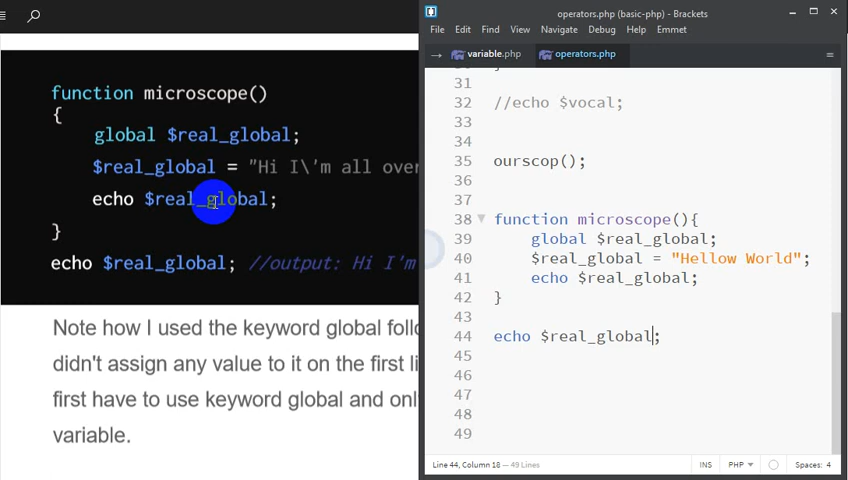 function microscope()
{
global $real_global;
$real_global = "Hi I\'m all over
echo $real_global;
}
echo $real_global; //output: Hi I'm
Note how I used the keyword global follo
didn't assign any value to it on the first li
first have to use keyword global and only
variable.
operators.php (basic-php) - Brackets
File Edit Find View Navigate Debug Help Emmet
variable.php operators.php
31
32 //echo $vocal;
33
34
35 ourscop();
36
37
38 function microscope(){
39 global $real_global;
40 $real_global = "Hellow World";
41 echo $real_global;
42 }
43
44 echo $real_global;
45
46
47
48
49
Line 44, Column 18 — 49 Lines INS PHP Spaces: 4